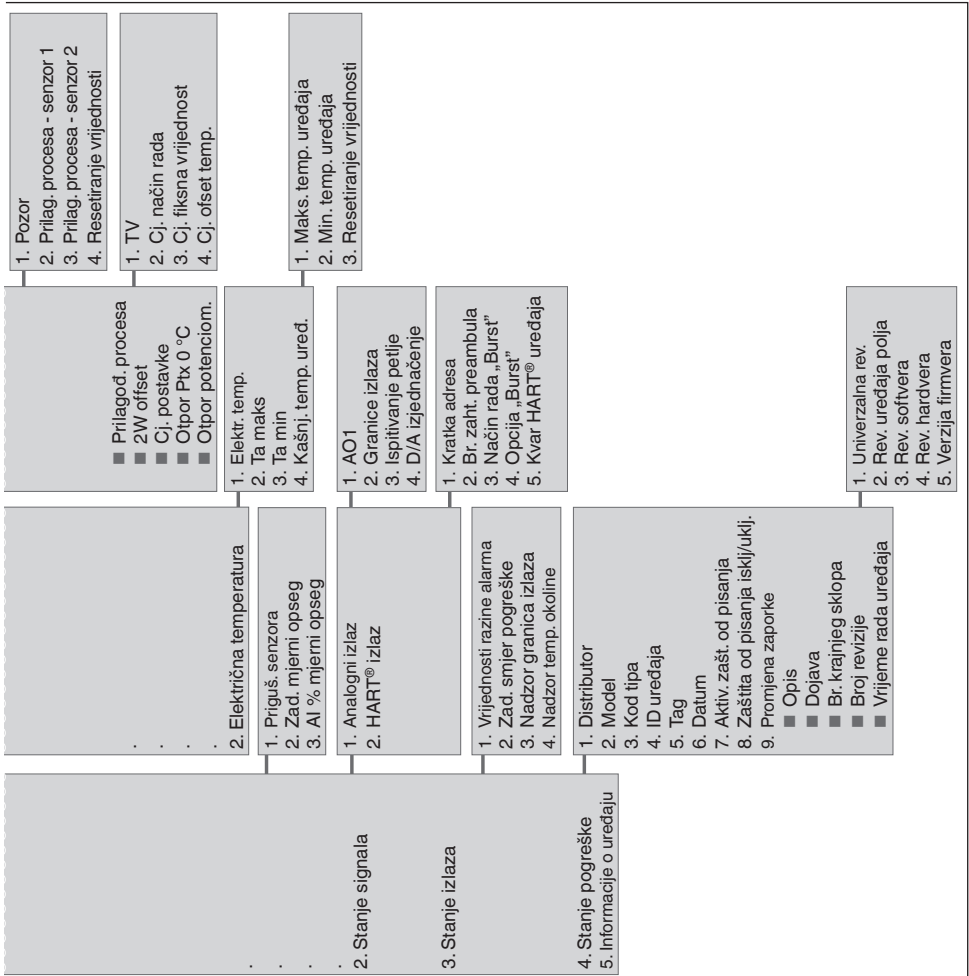 .
.
.
.
2. Stanje signala
3. Stanje izlaza
4. Stanje pogreške
5. Informacije o uređaju
.
.
.
.
2. Električna temperatura
1. Priguš. senzora
2. Zad. mjerni opseg
3. AI % mjerni opseg
1. Analogni izlaz
2. HART® izlaz
1. Vrijednosti razine alarma
2. Zad. smjer pogreške
3. Nadzor granica izlaza
4. Nadzor temp. okoline
1. Distributor
2. Model
3. Kod tipa
4. ID uređaja
5. Tag
6. Datum
7. Aktiv. zašt. od pisanja
8. Zaštita od pisanja isklj/uklj.
9. Promjena zaporke
■ Opis
■ Dojava
■ Br. krajnjeg sklopa
■ Broj revizije
■ Vrijeme rada uređaja
■ Prilagođ. procesa
■ 2W offset
■ Cj. postavke
■ Otpor Ptx 0 °C
■ Otpor potenciom.
1. Elektr. temp.
2. Ta maks
3. Ta min
4. Kašnj. temp. uređ.
1. AO1
2. Granice izlaza
3. Ispitivanje petlje
4. D/A izjednačenje
1. Kratka adresa
2. Br. zaht. preambula
3. Način rada „Burst”
4. Opcija „Burst”
5. Kvar HART® uređaja
1. Univerzalna rev.
2. Rev. uređaja polja
3. Rev. softvera
4. Rev. hardvera
5. Verzija firmvera
1. Pozor
2. Prilag. procesa - senzor 1
3. Prilag. procesa - senzor 2
4. Resetiranje vrijednosti
1. TV
2. Cj. način rada
3. Cj. fiksna vrijednost
4. Cj. ofset temp.
1. Maks. temp. uređaja
2. Min. temp. uređaja
3. Resetiranje vrijednosti